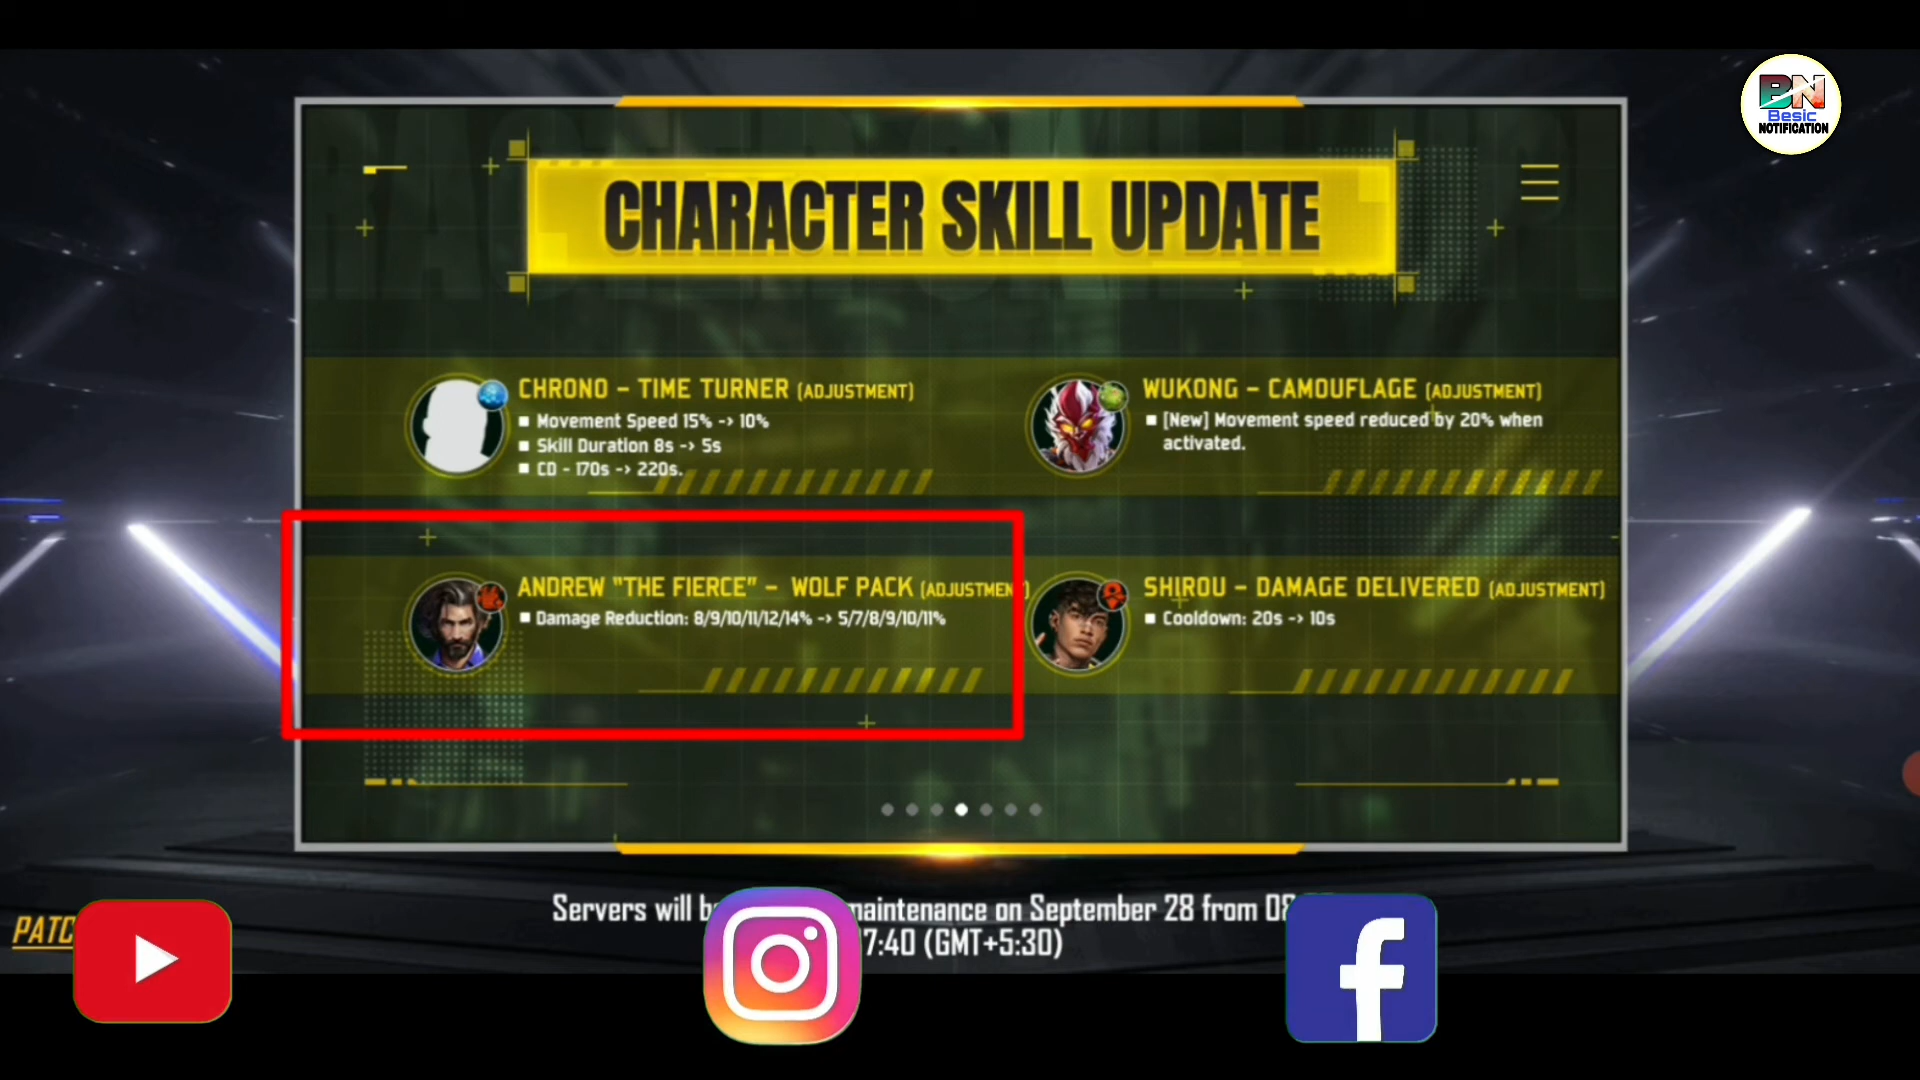 BN
Besic
NOTIFICATION
CHARACTER SKILL UPDATE
CHRONO - TIME TURNER (ADJUSTMENT)
■ Movement Speed 15% -> 10%
■ Skill Duration 8s -> 5s
■ CD - 170s -> 220s.
WUKONG - CAMOUFLAGE (ADJUSTMENT)
■ [New] Movement speed reduced by 20% when
activated.
ANDREW "THE FIERCE" - WOLF PACK (ADJUSTMENT)
■ Damage Reduction: 8/9/10/11/12/14% -> 5/7/8/9/10/11%
SHIROU - DAMAGE DELIVERED (ADJUSTMENT)
■ Cooldown: 20s -> 10s
Servers will maintenance on September 28 from
7:40 (GMT+5:30)